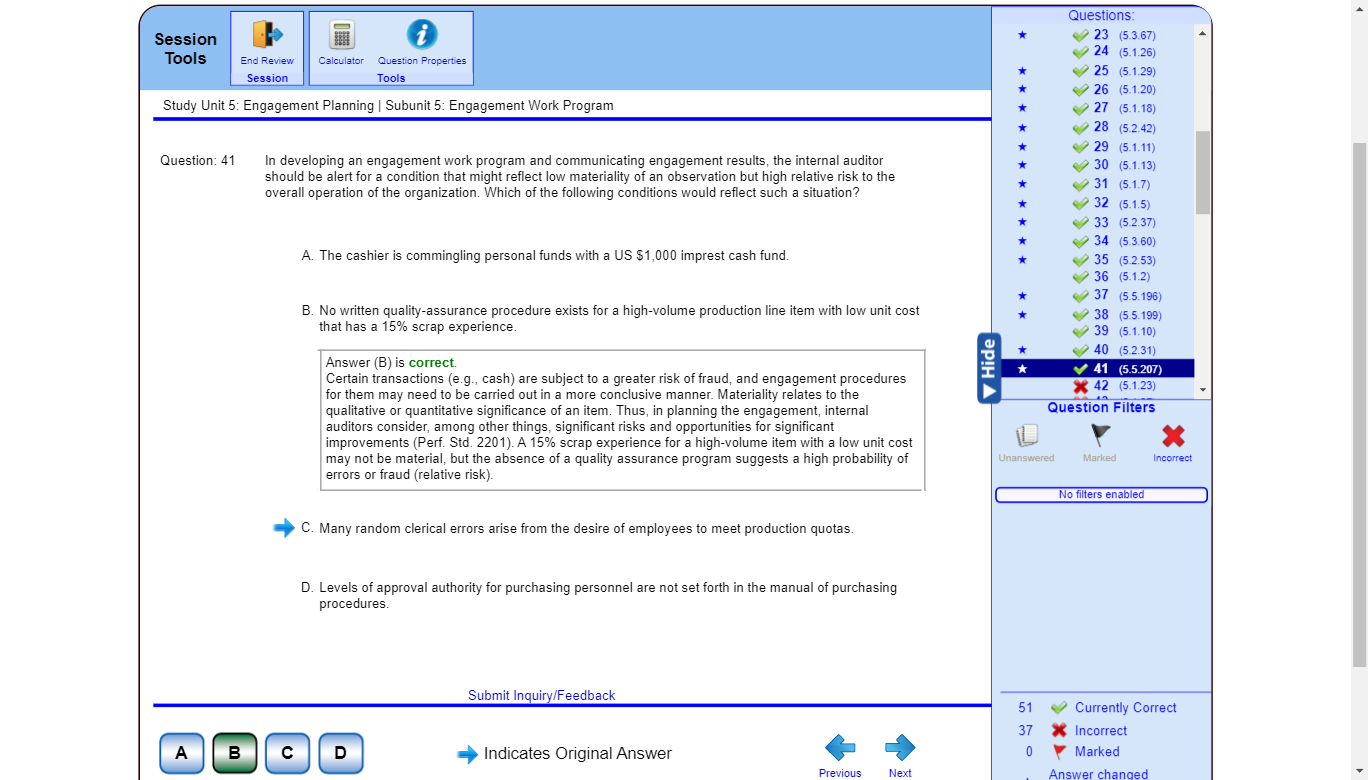 Session
Tools
End Review
Session
Calculator
Question Properties
Tools
Study Unit 5: Engagement Planning | Subunit 5: Engagement Work Program
Question: 41
In developing an engagement work program and communicating engagement results, the internal auditor
should be alert for a condition that might reflect low materiality of an observation but high relative risk to the
overall operation of the organization. Which of the following conditions would reflect such a situation?
A. The cashier is commingling personal funds with a US $1,000 imprest cash fund.
B. No written quality-assurance procedure exists for a high-volume production line item with low unit cost
that has a 15% scrap experience.
Answer (B) is correct.
Certain transactions (e.g., cash) are subject to a greater risk of fraud, and engagement procedures
for them may need to be carried out in a more conclusive manner. Materiality relates to the
qualitative or quantitative significance of an item. Thus, in planning the engagement, internal
auditors consider, among other things, significant risks and opportunities for significant
improvements (Perf. Std. 2201). A 15% scrap experience for a high-volume item with a low unit cost
may not be material, but the absence of a quality assurance program suggests a high probability of
errors or fraud (relative risk).
C. Many random clerical errors arise from the desire of employees to meet production quotas.
D. Levels of approval authority for purchasing personnel are not set forth in the manual of purchasing
procedures.
Submit Inquiry/Feedback
A
B
C
D
Indicates Original Answer
Previous
Next
Questions:
23 (5.3.67)
24 (5.1.26)
25 (5.1.29)
26 (5.1.20)
27 (5.1.18)
28 (5.2.42)
29 (5.1.11)
30 (5.1.13)
31 (5.1.7)
32 (5.1.5)
33 (5.2.37)
34 (5.3.60)
35 (5.2.53)
36 (5.1.2)
37 (5.5.196)
38 (5.5.199)
39 (5.1.10)
40 (5.2.31)
41 (5.5.207)
42 (5.1.23)
Hide
Question Filters
Unanswered
Marked
Incorrect
No filters enabled
51 Currently Correct
37 Incorrect
0 Marked
Answer changed